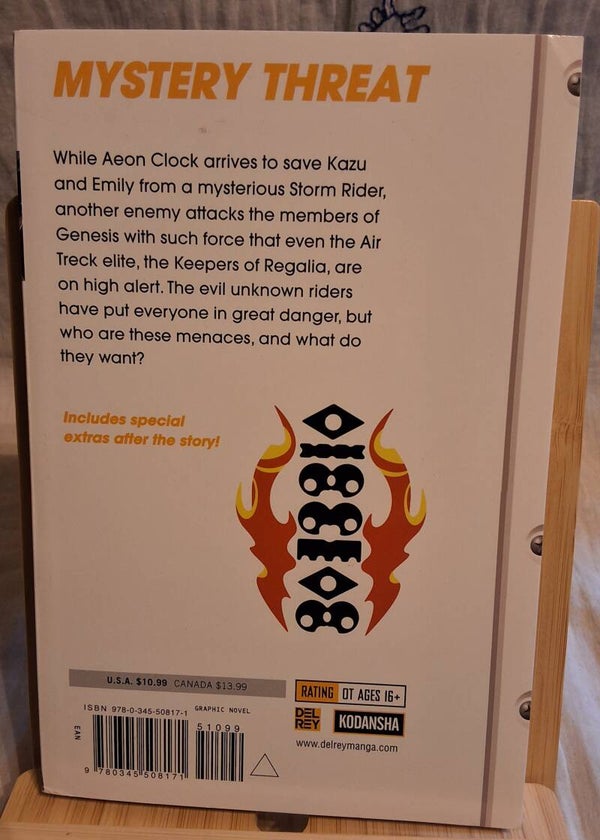 MYSTERY THREAT
While Aeon Clock arrives to save Kazu
and Emily from a mysterious Storm Rider,
another enemy attacks the members of
Genesis with such force that even the Air
Treck elite, the Keepers of Regalia, are
on high alert. The evil unknown riders
have put everyone in great danger, but
who are these menaces, and what do
they want?
Includes special
extras after the story!
U.S.A. $10.99 CANADA $13.99
ISBN 978-0-345-50817-1 GRAPHIC NOVEL
51099
EAN
9 780345 508171
RATING OT AGES 16+
DEL REY KODANSHA
www.delreymanga.com